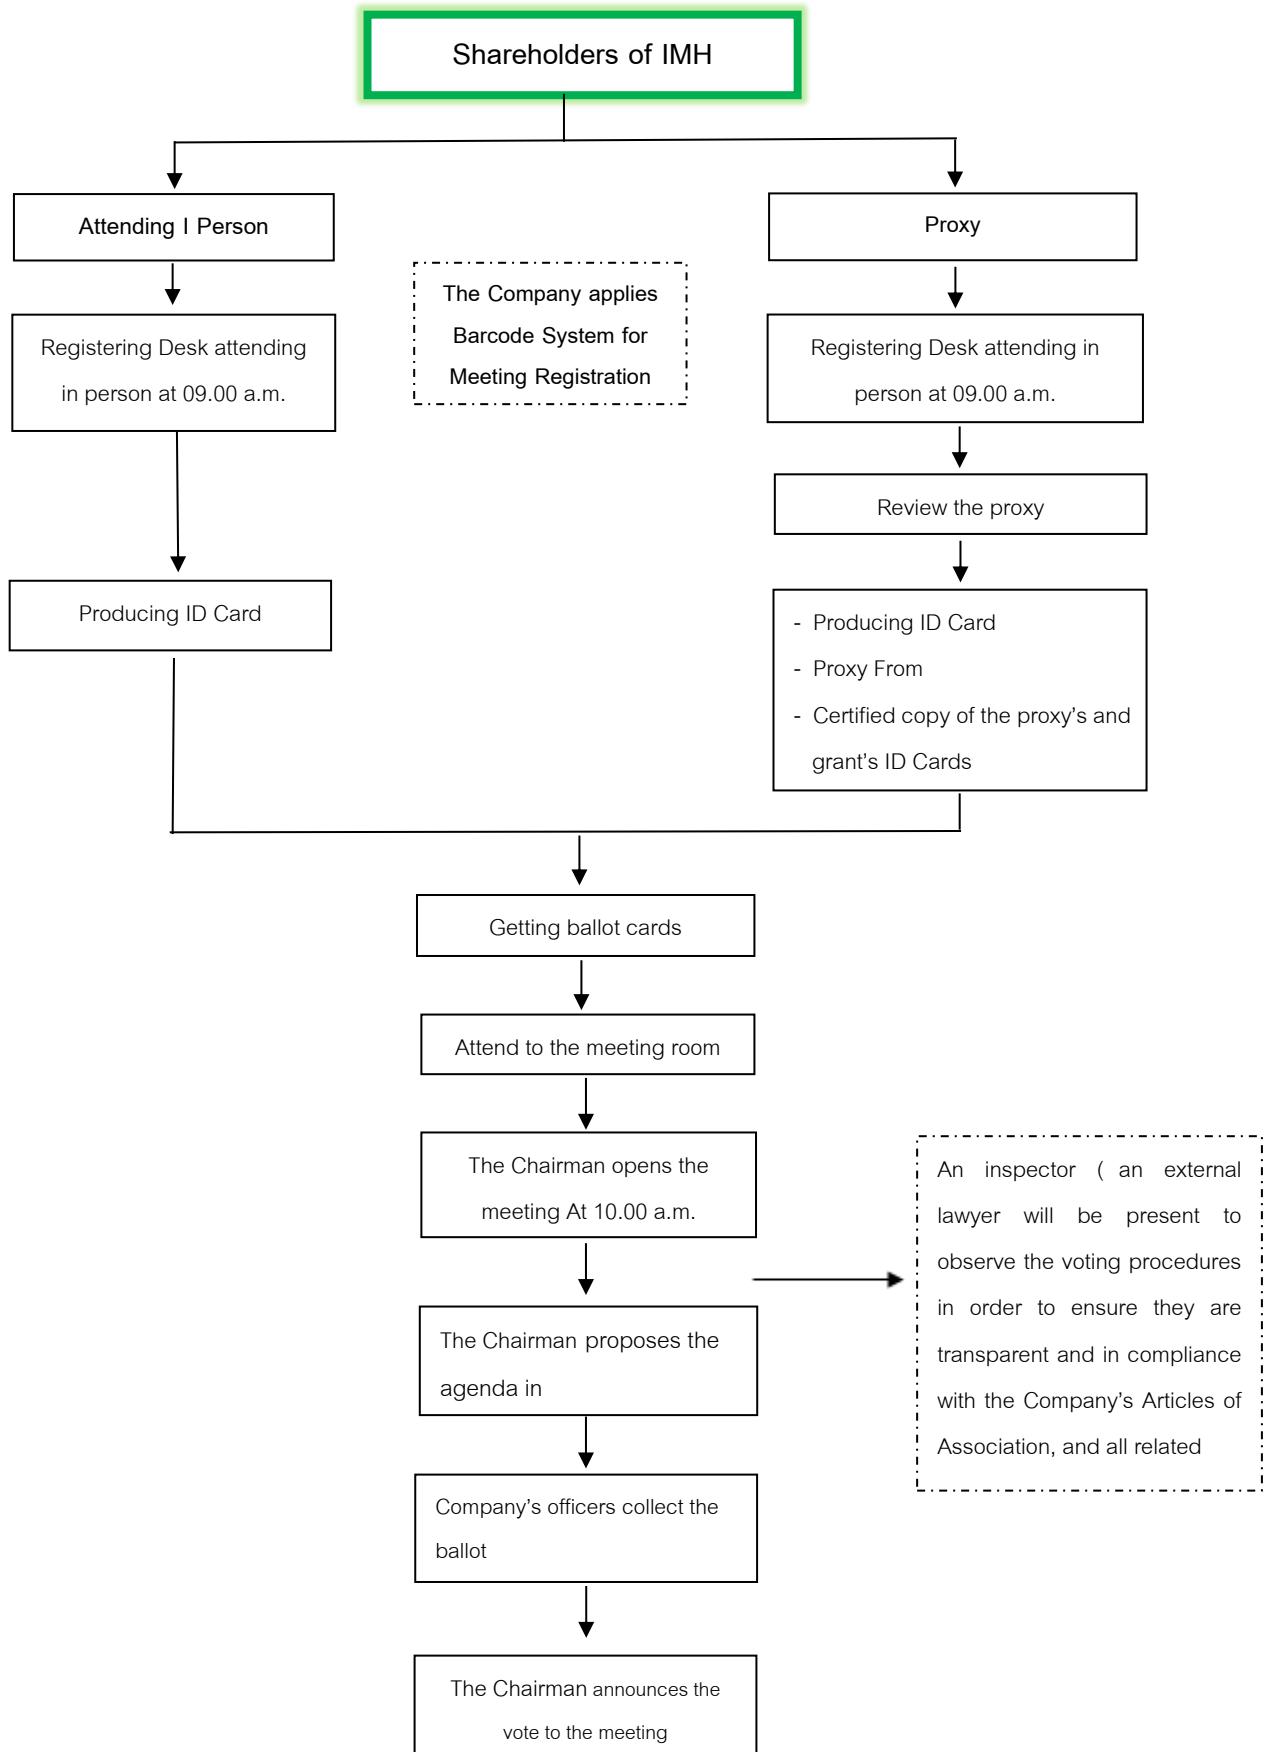 Shareholders of IMH
Attending I Person
Proxy
The Company applies
Barcode System for
Meeting Registration
Registering Desk attending
in person at 09.00 a.m.
Registering Desk attending in
person at 09.00 a.m.
Review the proxy
Producing ID Card
- Producing ID Card
- Proxy From
- Certified copy of the proxy's and
grant's ID Cards
Getting ballot cards
Attend to the meeting room
The Chairman opens the
meeting At 10.00 a.m.
An inspector ( an external
lawyer will be present to
observe the voting procedures
in order to ensure they are
transparent and in compliance
with the Company's Articles of
Association, and all related
The Chairman proposes the
agenda in
Company's officers collect the
ballot
The Chairman announces the
vote to the meeting